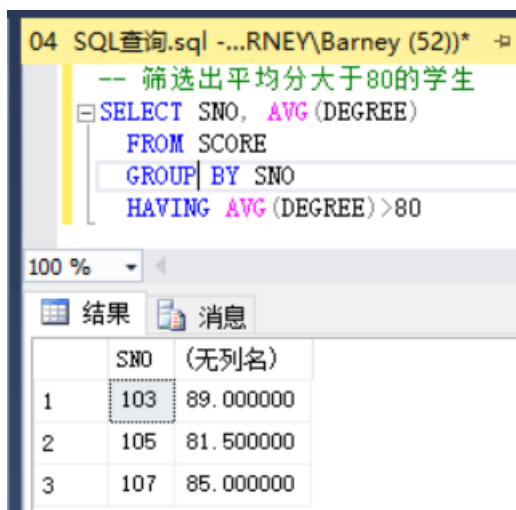 04 SQL查询.sql -...RNEY\Barney (52))*
-- 筛选出平均分大于80的学生
SELECT SNO, AVG(DEGREE)
FROM SCORE
GROUP BY SNO
HAVING AVG(DEGREE)>80
100 %
结果 消息
SNO (无列名)
1 103 89.000000
2 105 81.500000
3 107 85.000000